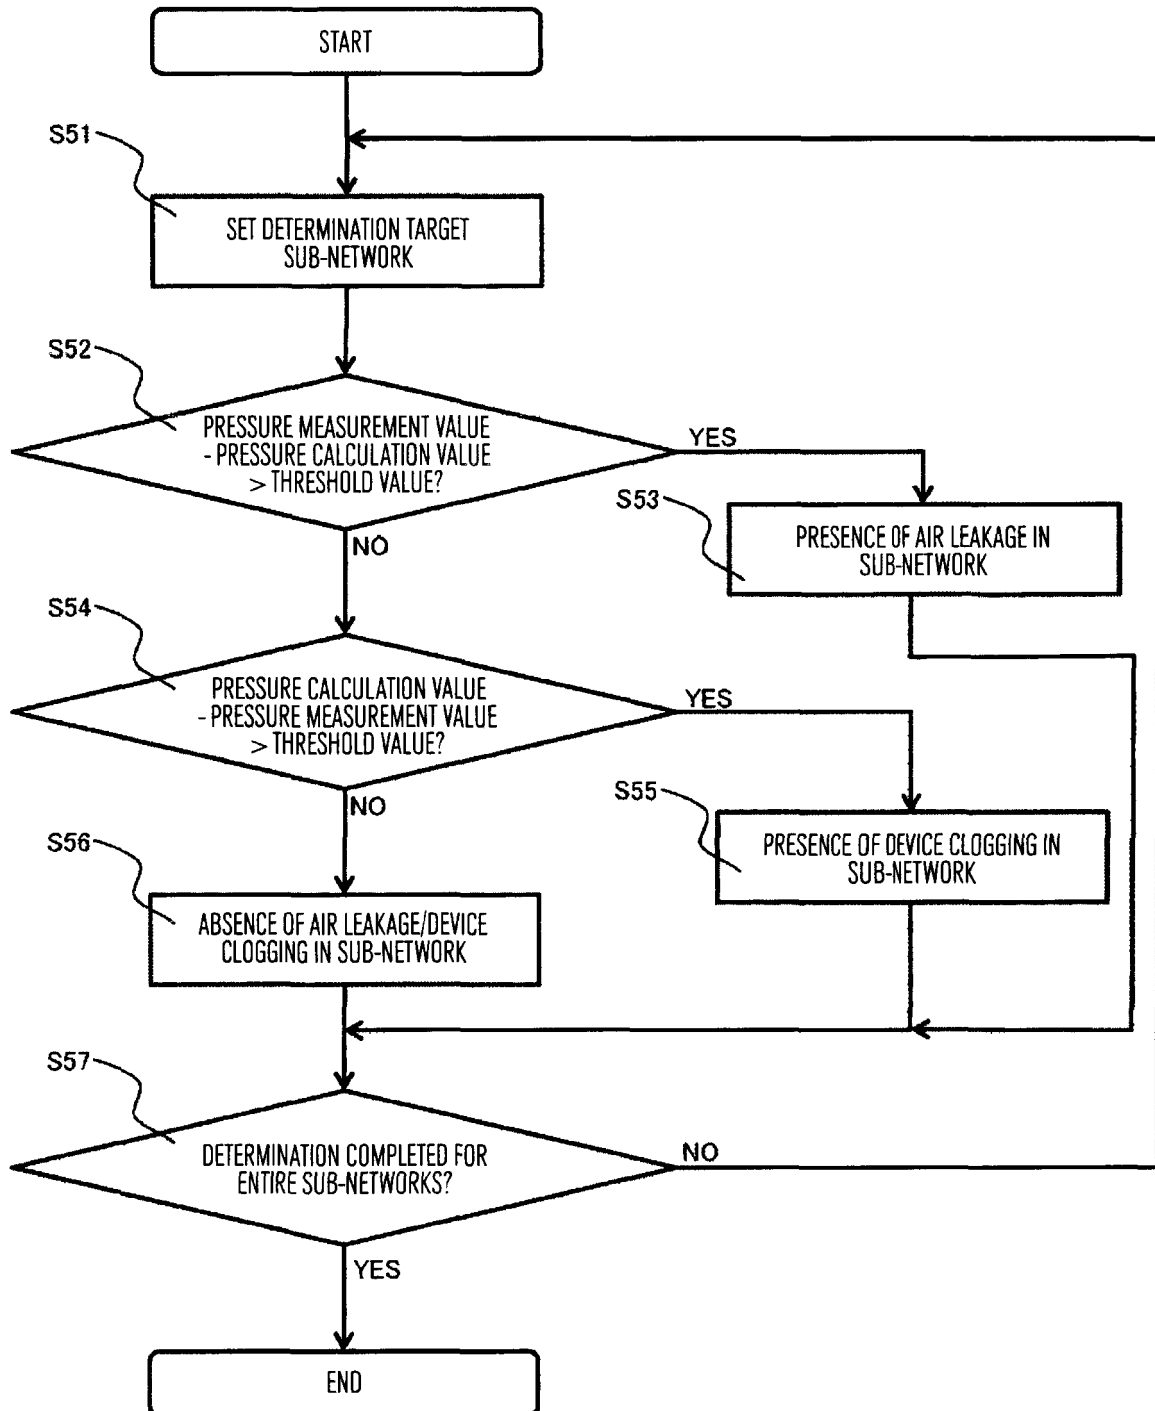 START
S51
SET DETERMINATION TARGET
SUB-NETWORK
S52
PRESSURE MEASUREMENT VALUE
- PRESSURE CALCULATION VALUE
> THRESHOLD VALUE?
YES
NO
S53
PRESENCE OF AIR LEAKAGE IN
SUB-NETWORK
S54
PRESSURE CALCULATION VALUE
- PRESSURE MEASUREMENT VALUE
> THRESHOLD VALUE?
YES
NO
S55
PRESENCE OF DEVICE CLOGGING IN
SUB-NETWORK
S56
ABSENCE OF AIR LEAKAGE/DEVICE
CLOGGING IN SUB-NETWORK
S57
DETERMINATION COMPLETED FOR
ENTIRE SUB-NETWORKS?
NO
YES
END